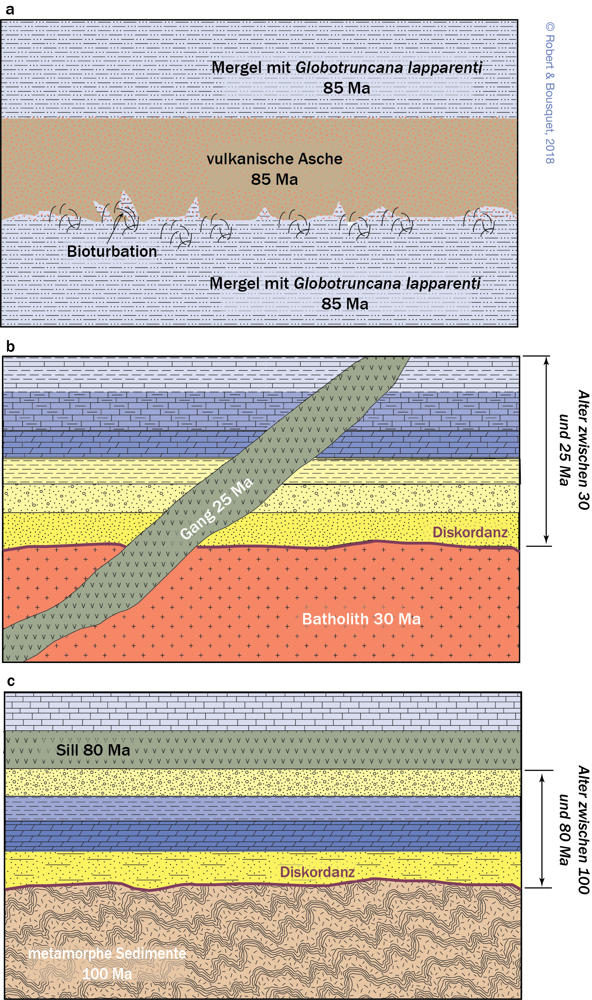 a
© Robert & Bousquet, 2018
Mergel mit Globotruncana lapparenti
85 Ma
vulkanische Asche
85 Ma
Bioturbation
Mergel mit Globotruncana lapparenti
85 Ma
b
Alter zwischen 30
und 25 Ma
Gang 25 Ma
Diskordanz
Batholith 30 Ma
c
Sill 80 Ma
Alter zwischen 100
und 80 Ma
Diskordanz
metamorphe Sedimente
100 Ma